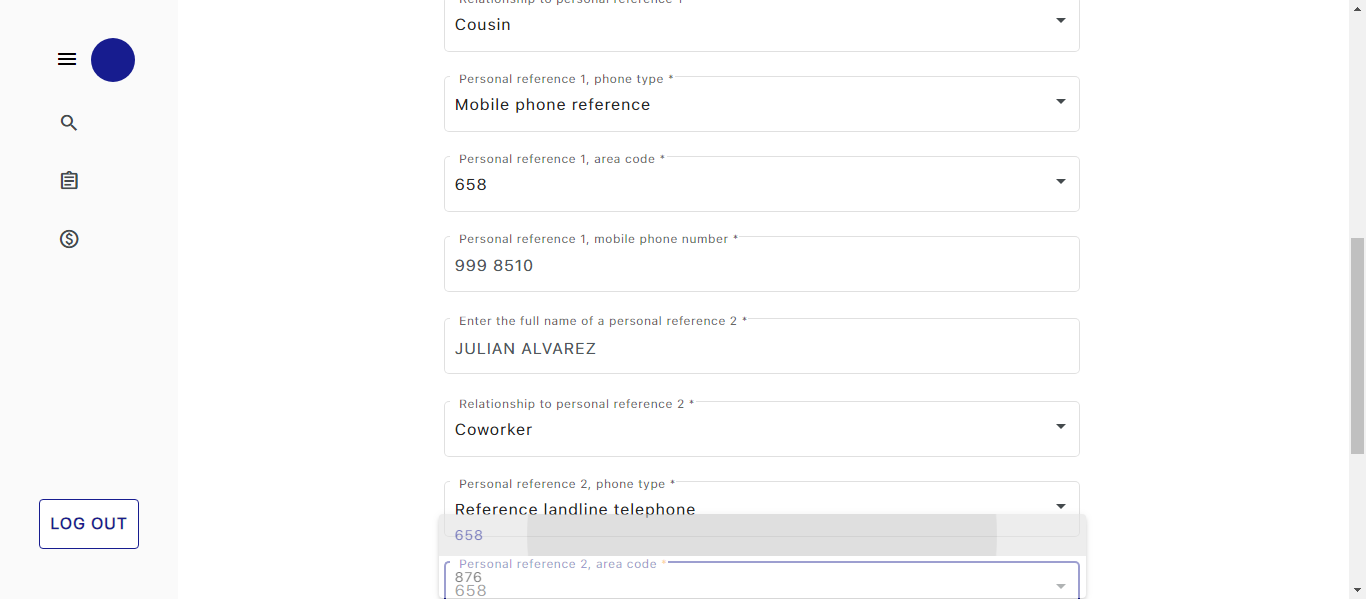 Relationship to personal reference 1
Cousin
Personal reference 1, phone type *
Mobile phone reference
Personal reference 1, area code *
658
Personal reference 1, mobile phone number *
999 8510
Enter the full name of a personal reference 2 *
JULIAN ALVAREZ
Relationship to personal reference 2 *
Coworker
Personal reference 2, phone type *
Reference landline telephone
658
Personal reference 2, area code *
876
658
LOG OUT